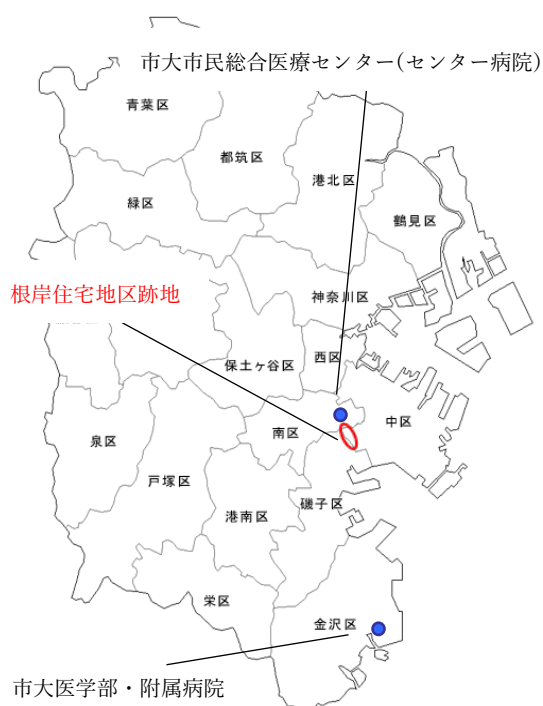 市大市民総合医療センター(センター病院)
青葉区
都筑区
港北区
緑区
鶴見区
根岸住宅地区跡地
神奈川区
西区
保土ヶ谷区
中区
南区
泉区
戸塚区
磯子区
港南区
栄区
金沢区
市大医学部・附属病院